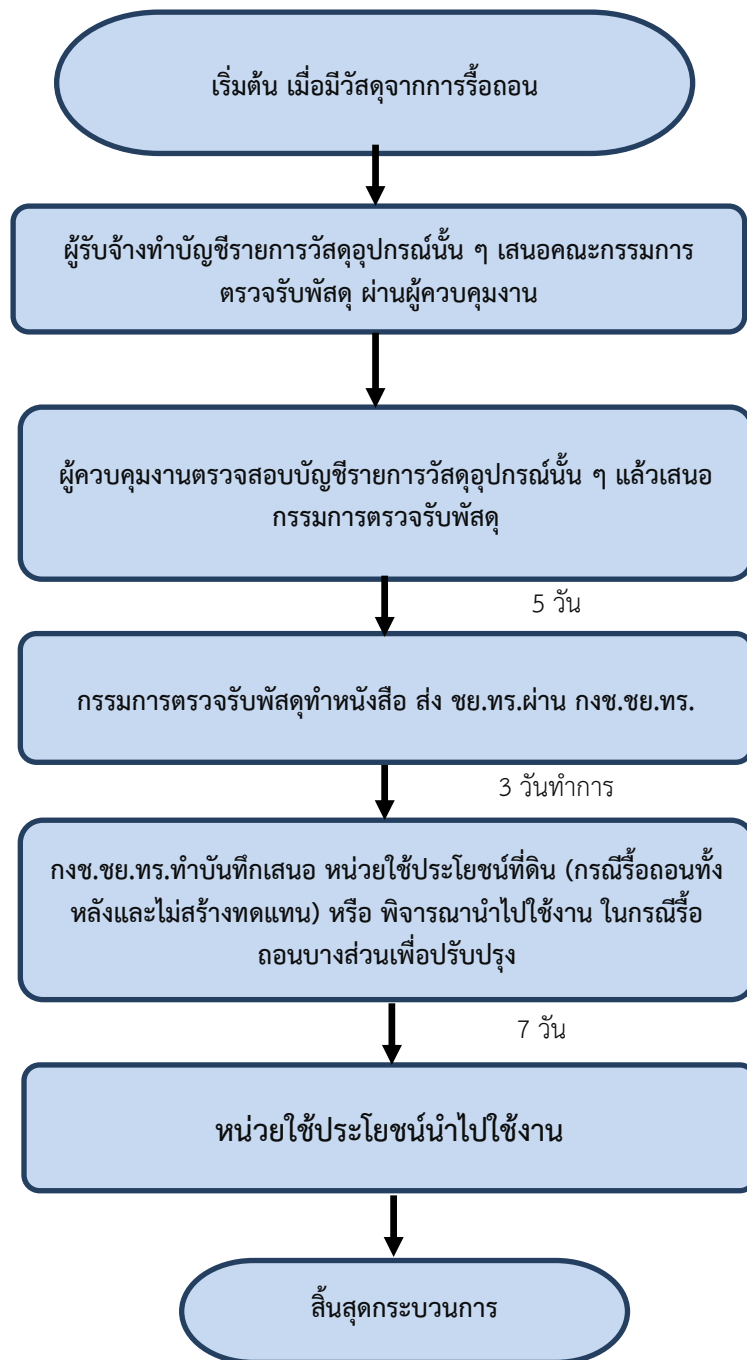 เริ่มต้น เมื่อมีวัสดุจากการรื้อถอน
ผู้รับจ้างทำบัญชีรายการวัสดุอุปกรณ์นั้น ๆ เสนอคณะกรรมการ
ตรวจรับพัสดุ ผ่านผู้ควบคุมงาน
ผู้ควบคุมงานตรวจสอบบัญชีรายการวัสดุอุปกรณ์นั้น ๆ แล้วเสนอ
กรรมการตรวจรับพัสดุ
5 วัน
กรรมการตรวจรับพัสดุทำหนังสือ ส่ง ชย.ทร.ผ่าน กงช.ชย.ทร.
3 วันทำการ
กงช.ชย.ทร.ทำบันทึกเสนอ หน่วยใช้ประโยชน์ที่ดิน (กรณีรื้อถอนทั้ง
หลังและไม่สร้างทดแทน) หรือ พิจารณานำไปใช้งาน ในกรณีรื้อ
ถอนบางส่วนเพื่อปรับปรุง
7 วัน
หน่วยใช้ประโยชน์นำไปใช้งาน
สิ้นสุดกระบวนการ